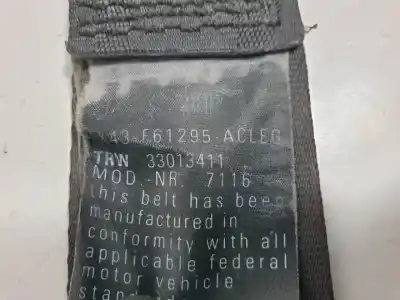 43-F61295-ACLEG
TRW 33013411
MOD.-NR. 7116
this belt has been
manufactured in
conformity with all
applicable federal
motor vehicle